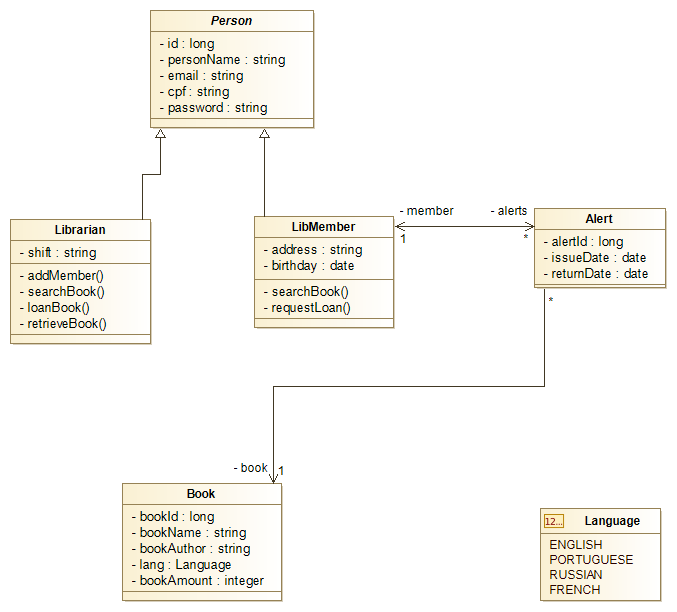 Person
- id : long
- personName : string
- email : string
- cpf : string
- password : string
Librarian
- shift : string
- addMember()
- searchBook()
- loanBook()
- retrieveBook()
LibMember
- address : string
- birthday : date
- searchBook()
- requestLoan()
- member
1
- alerts
*
Alert
- alertId : long
- issueDate : date
- returnDate : date
*
- book
1
Book
- bookId : long
- bookName : string
- bookAuthor : string
- lang : Language
- bookAmount : integer
12... Language
ENGLISH
PORTUGUESE
RUSSIAN
FRENCH